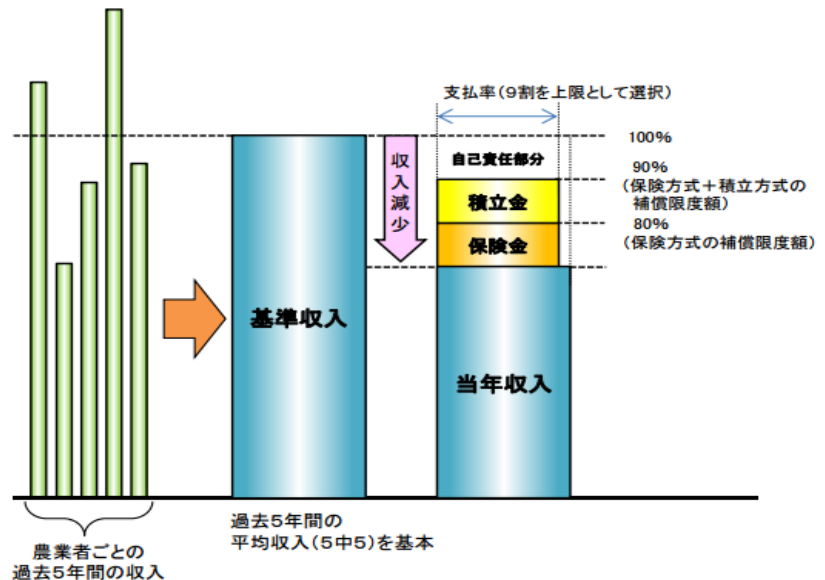 支払率(9割を上限として選択)
100%
自己責任部分
90%
(保険方式+積立方式の
補償限度額)
80%
(保険方式の補償限度額)
収入減少
積立金
保険金
基準収入
当年収入
農業者ごとの
過去5年間の収入
過去5年間の
平均収入(5中5)を基本